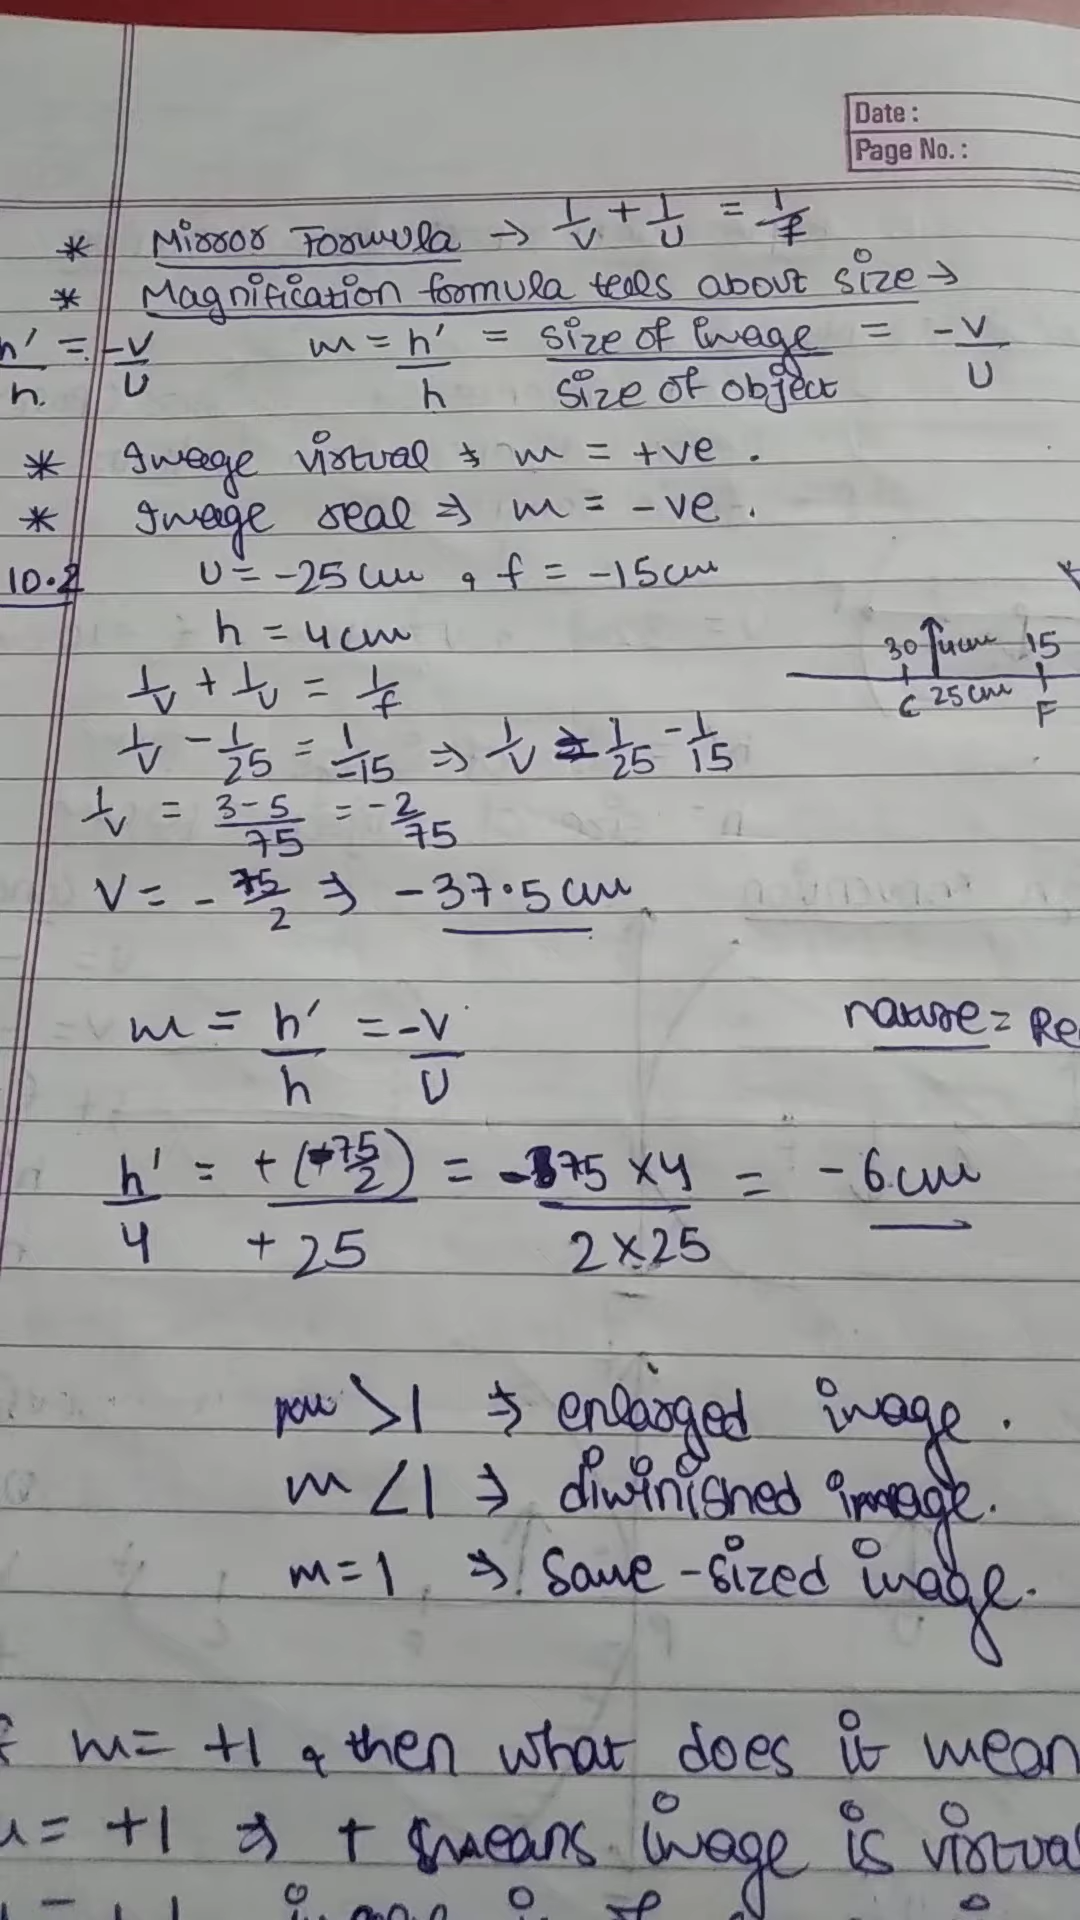 Date :
Page No. :
* Mirror Formula → 1/v + 1/u = 1/f
* Magnification formula tells about size →
h'/h = -v/u m = h'/h = size of image/size of object = -v/u
* Image virtual ⇒ m = +ve .
* Image real ⇒ m = -ve .
10.2 u = -25 cm , f = -15 cm
h = 4 cm
30 4cm 15
C 25 cm F
1/v + 1/u = 1/f
1/v - 1/25 = 1/-15 ⇒ 1/v = 1/25 - 1/15
1/v = 3-5/75 = -2/75
v = - 75/2 ⇒ -37.5 cm
m = h'/h = -v/u
nature = Re
h'/4 = +(-75/2)/+25 = -75 x 4/2 x 25 = -6 cm
m > 1 ⇒ enlarged image .
m < 1 ⇒ diminished image.
m = 1 ⇒ Same-sized image.
m = +1 , then what does it mean
= +1 ⇒ + means image is virtual